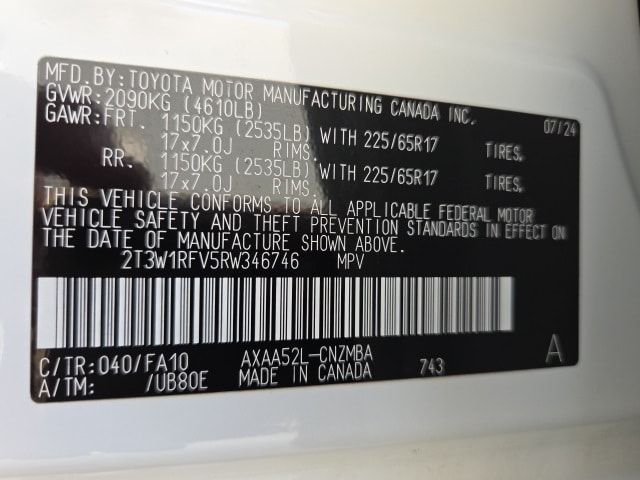 MFD.BY:TOYOTA MOTOR MANUFACTURING CANADA INC.
GVWR:2090KG (4610LB) 07/24
GAWR:FRT. 1150KG (2535LB) WITH 225/65R17 TIRES,
17x7.0J RIMS.
RR. 1150KG (2535LB) WITH 225/65R17 TIRES,
17x7.0J RIMS.
THIS VEHICLE CONFORMS TO ALL APPLICABLE FEDERAL MOTOR
VEHICLE SAFETY AND THEFT PREVENTION STANDARDS IN EFFECT ON
THE DATE OF MANUFACTURE SHOWN ABOVE.
2T3W1RFV5RW346746 MPV
C/TR:040/FA10 AXAA52L-CNZMBA 743 A
A/TM: /UB80E MADE IN CANADA